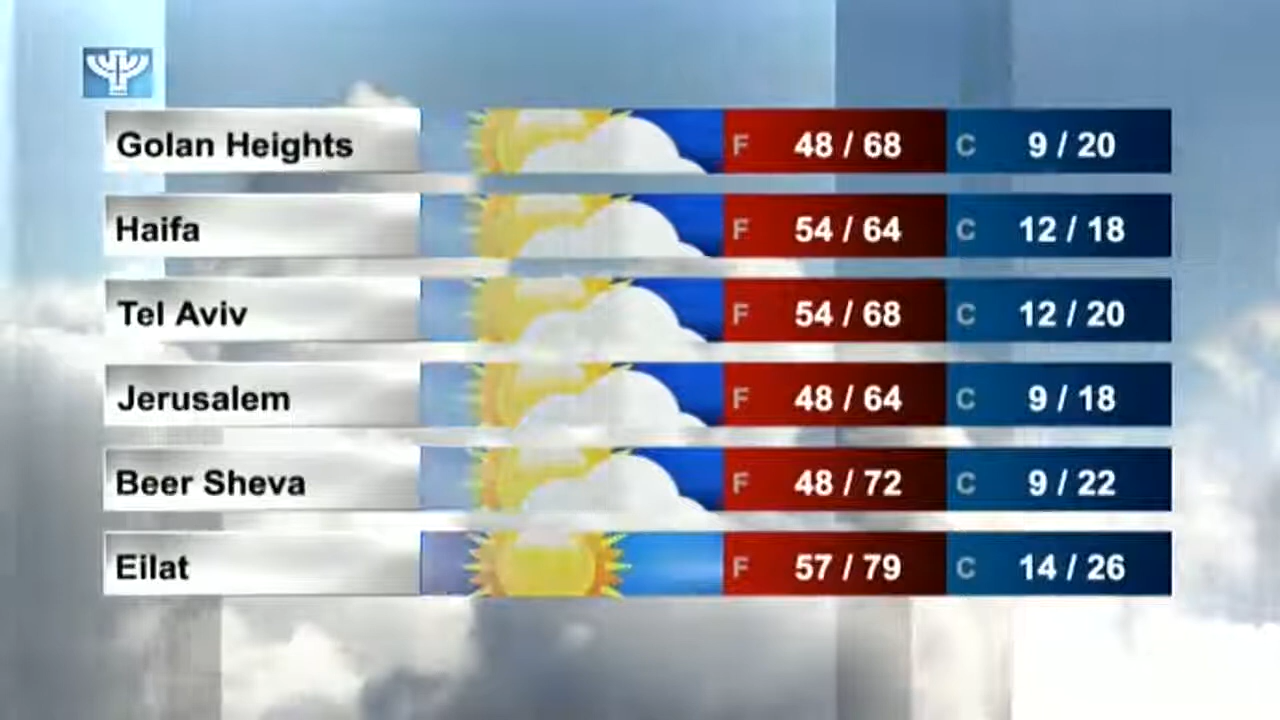 Golan Heights F 48 / 68 C 9 / 20
Haifa F 54 / 64 C 12 / 18
Tel Aviv F 54 / 68 C 12 / 20
Jerusalem F 48 / 64 C 9 / 18
Beer Sheva F 48 / 72 C 9 / 22
Eilat F 57 / 79 C 14 / 26